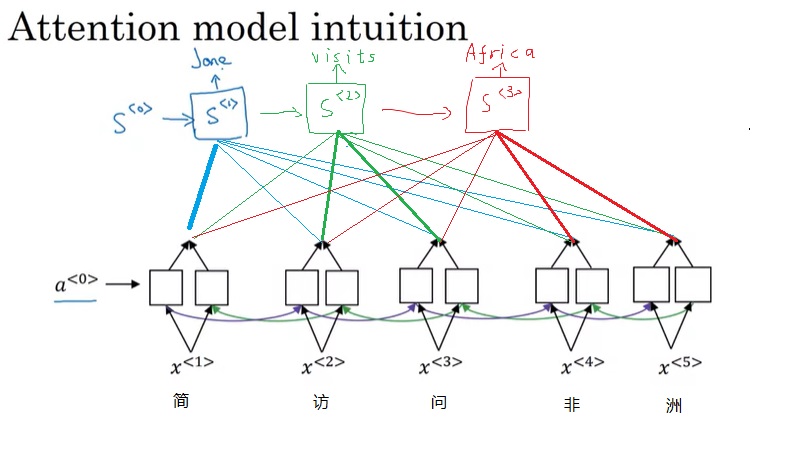 Attention model intuition
Jane visits Africa
S<0> S<1> S<2> S<3>
a<0>
x<1> x<2> x<3> x<4> x<5>
简 访 问 非 洲